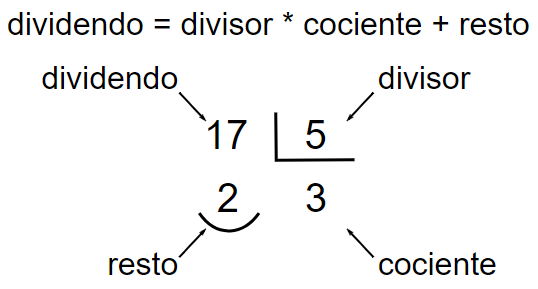 dividendo = divisor * cociente + resto
dividendo divisor
17 5
2 3
resto cociente